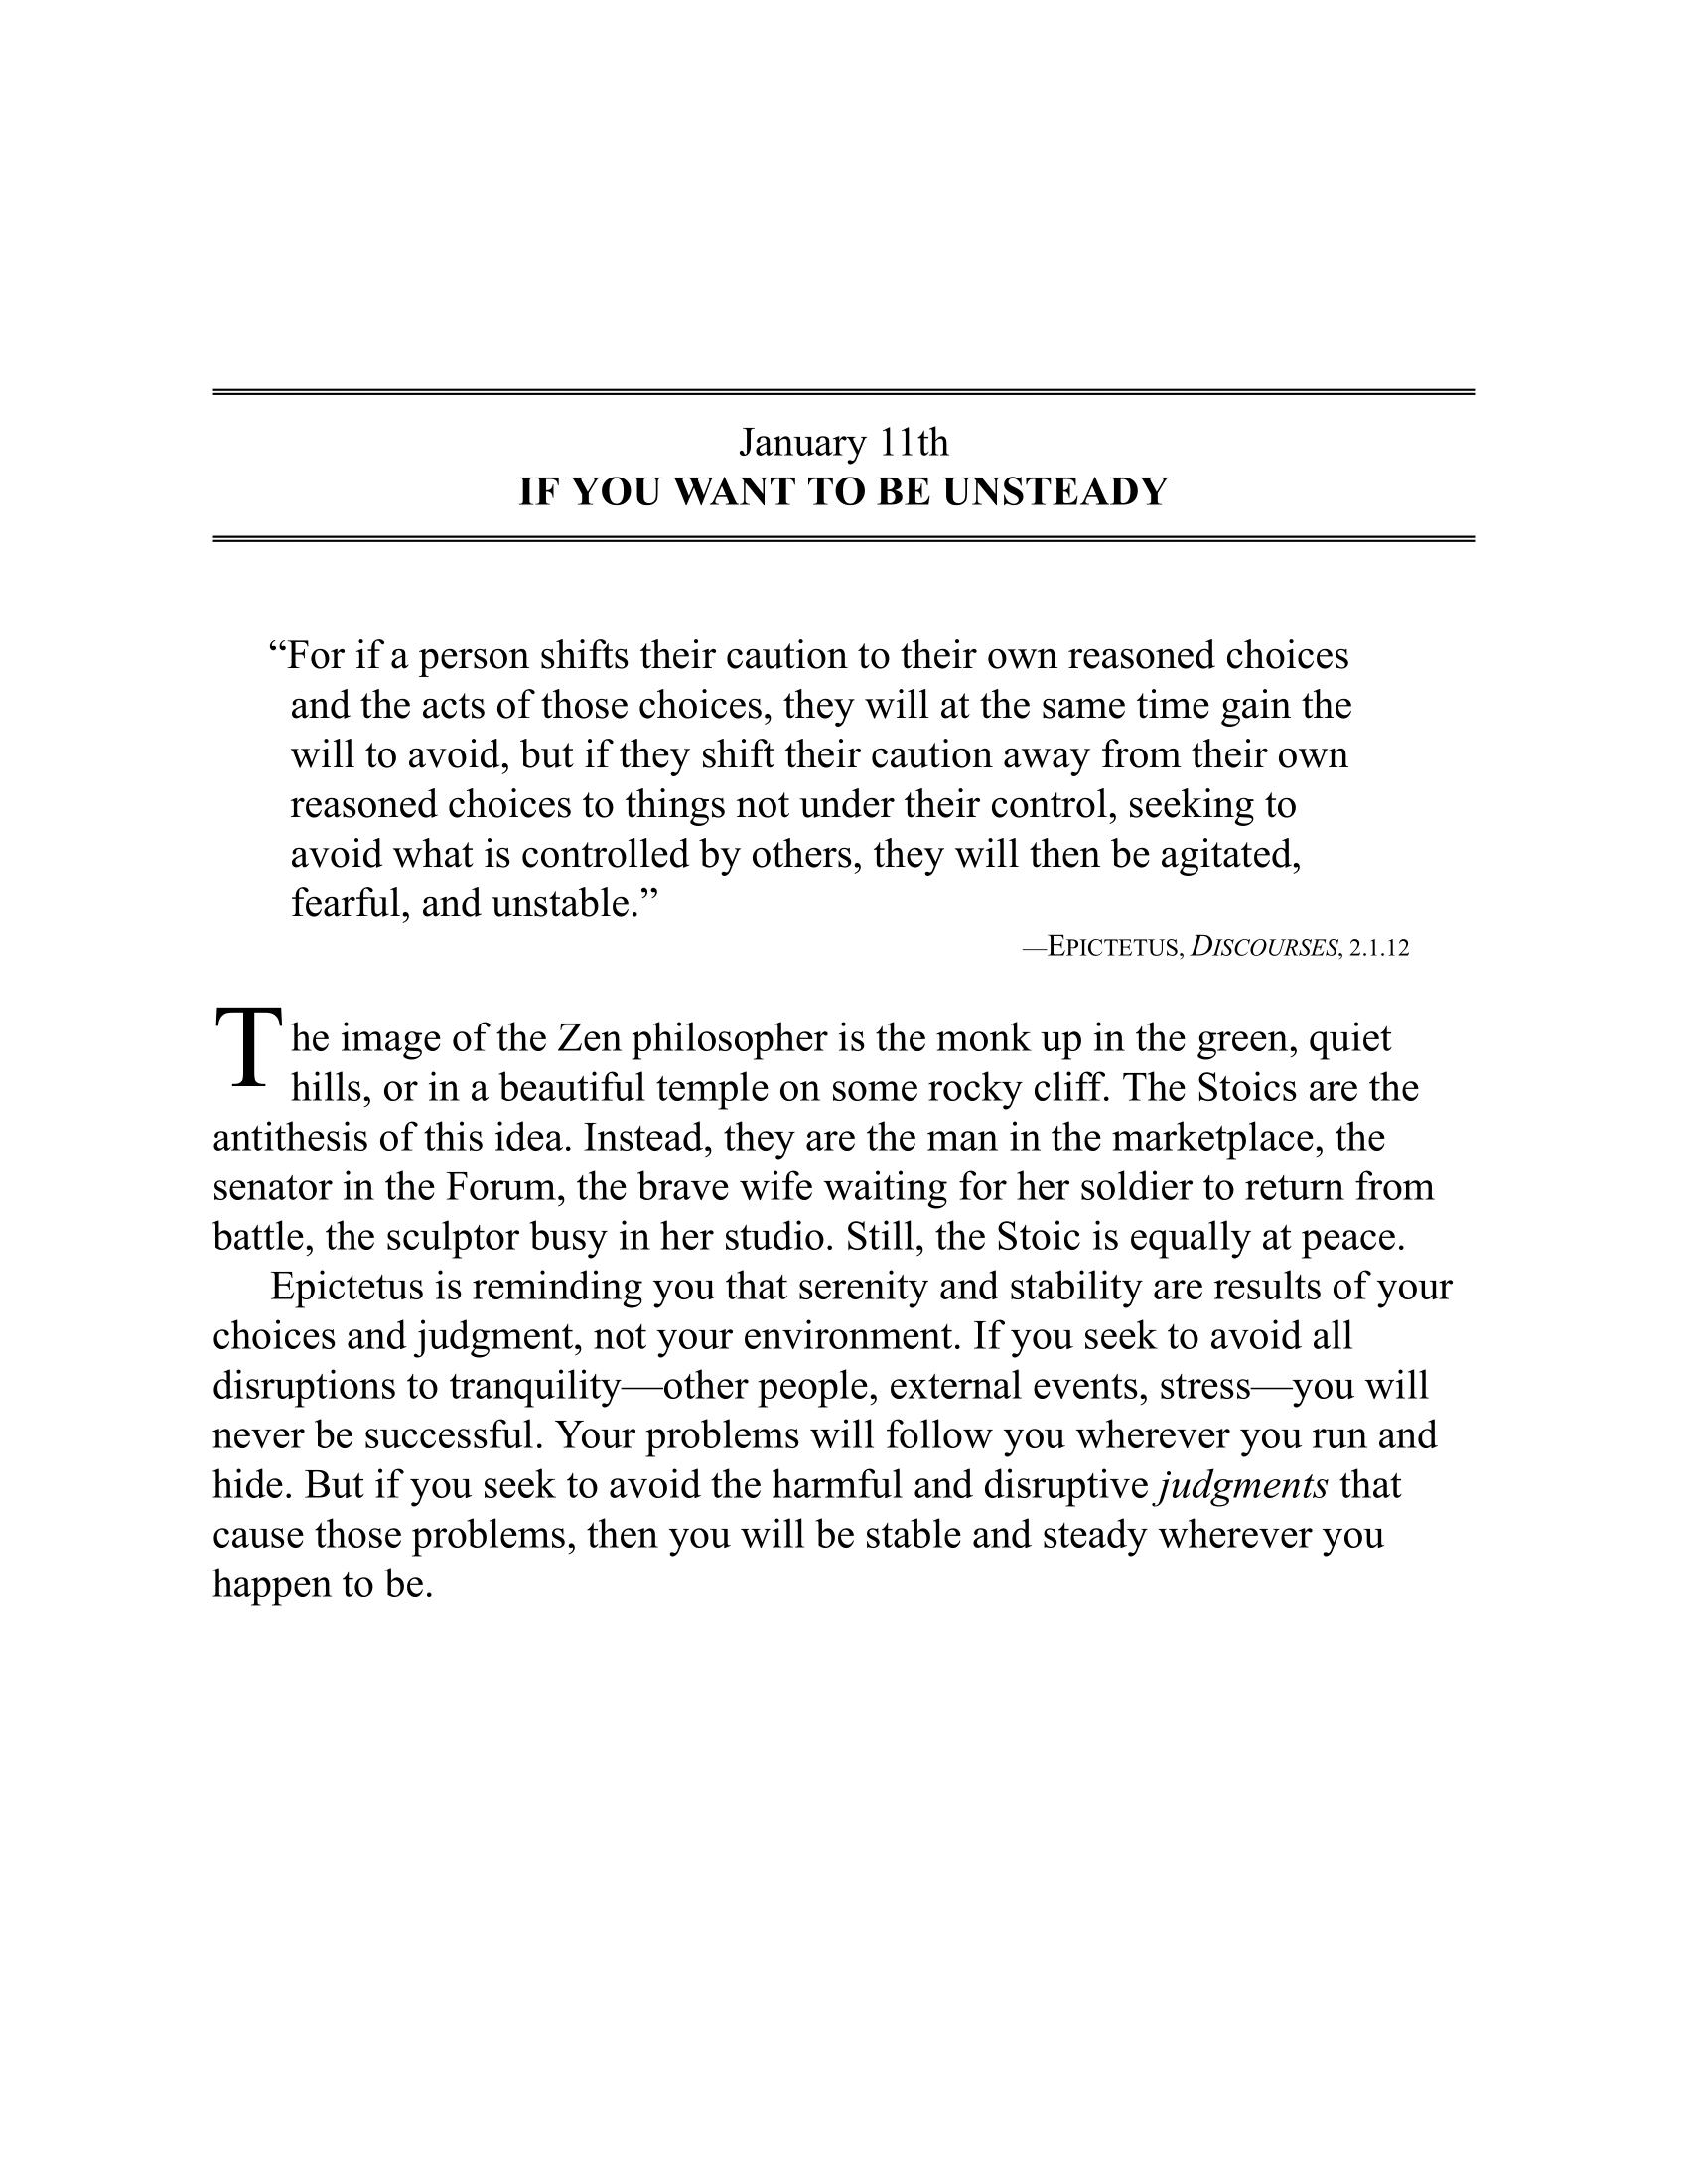 January 11th
IF YOU WANT TO BE UNSTEADY
“For if a person shifts their caution to their own reasoned choices
and the acts of those choices, they will at the same time gain the
will to avoid, but if they shift their caution away from their own
reasoned choices to things not under their control, seeking to
avoid what is controlled by others, they will then be agitated,
fearful, and unstable.”
—EPICTETUS, DISCOURSES, 2.1.12
The image of the Zen philosopher is the monk up in the green, quiet
hills, or in a beautiful temple on some rocky cliff. The Stoics are the
antithesis of this idea. Instead, they are the man in the marketplace, the
senator in the Forum, the brave wife waiting for her soldier to return from
battle, the sculptor busy in her studio. Still, the Stoic is equally at peace.
Epictetus is reminding you that serenity and stability are results of your
choices and judgment, not your environment. If you seek to avoid all
disruptions to tranquility—other people, external events, stress—you will
never be successful. Your problems will follow you wherever you run and
hide. But if you seek to avoid the harmful and disruptive judgments that
cause those problems, then you will be stable and steady wherever you
happen to be.